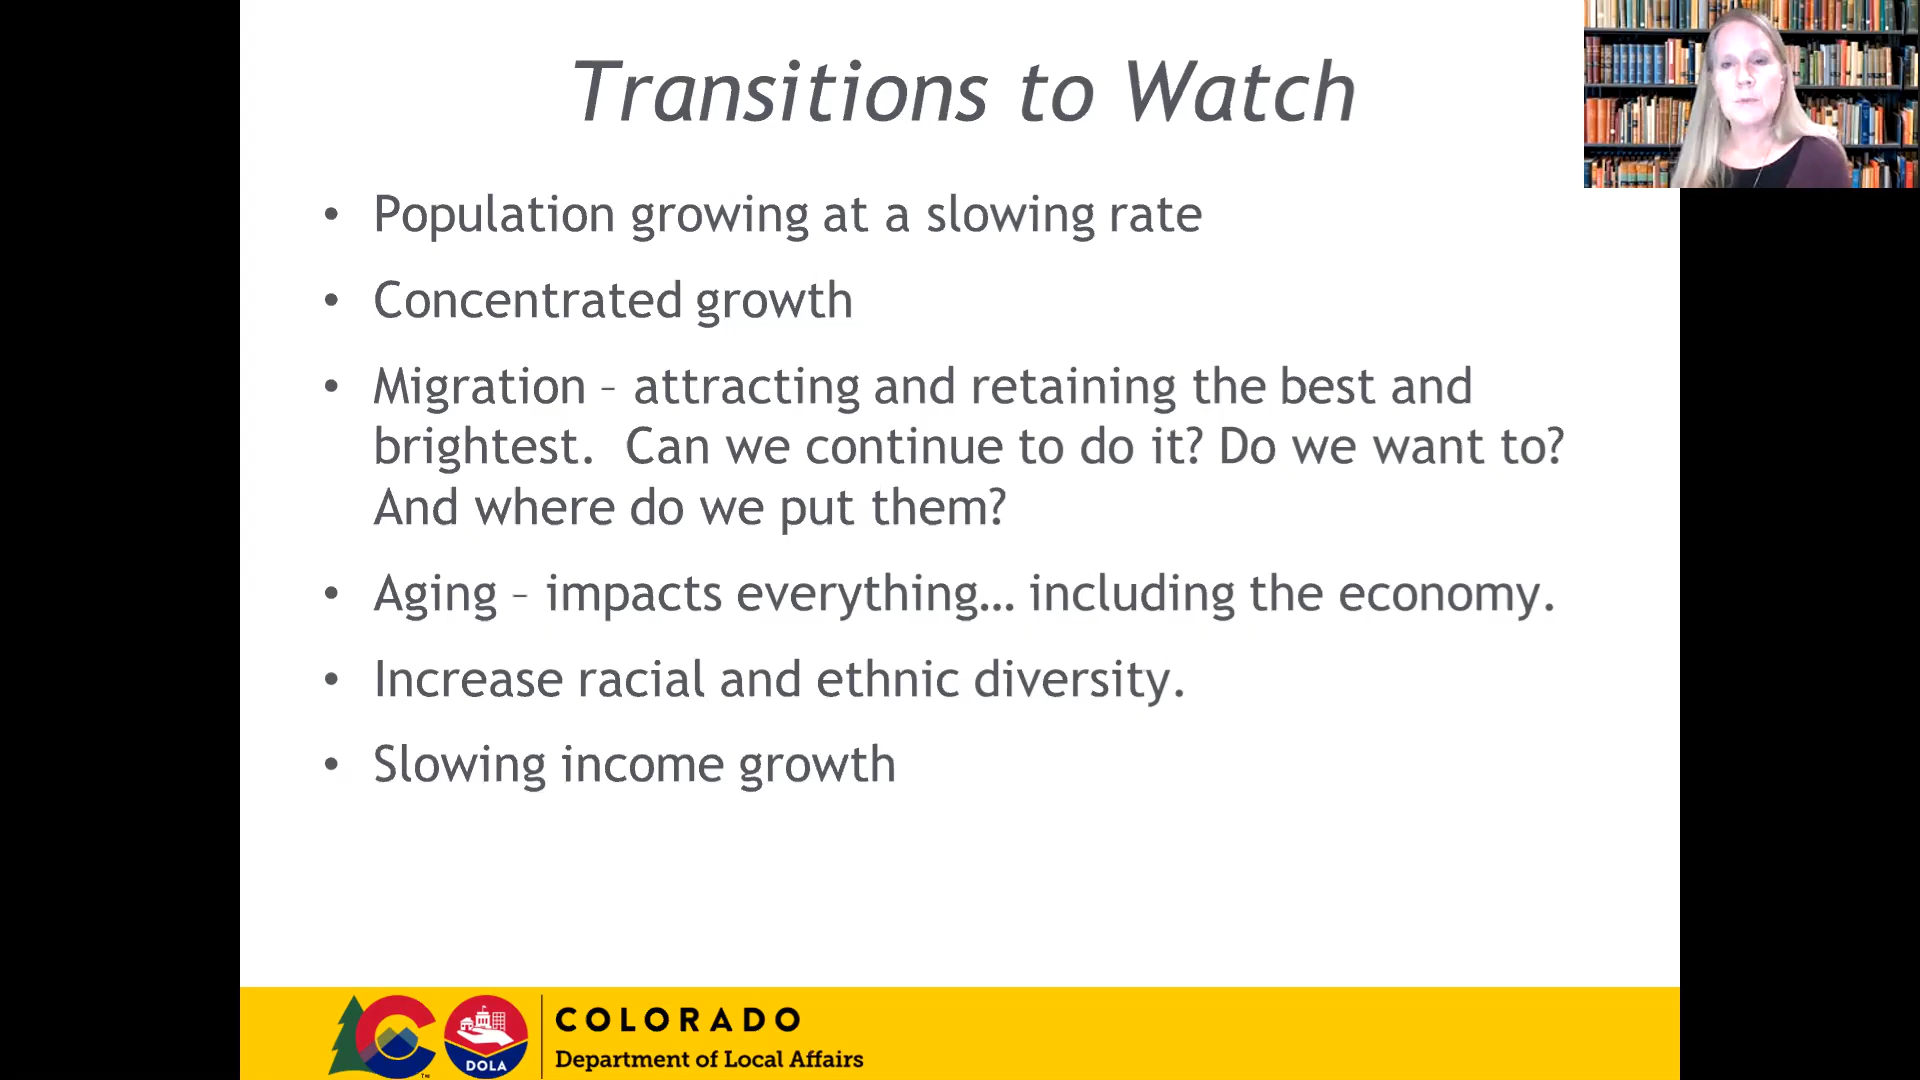 Transitions to Watch
• Population growing at a slowing rate
• Concentrated growth
• Migration – attracting and retaining the best and
brightest.  Can we continue to do it? Do we want to?
And where do we put them?
• Aging – impacts everything… including the economy.
• Increase racial and ethnic diversity.
• Slowing income growth
COLORADO
Department of Local Affairs
DOLA
TM